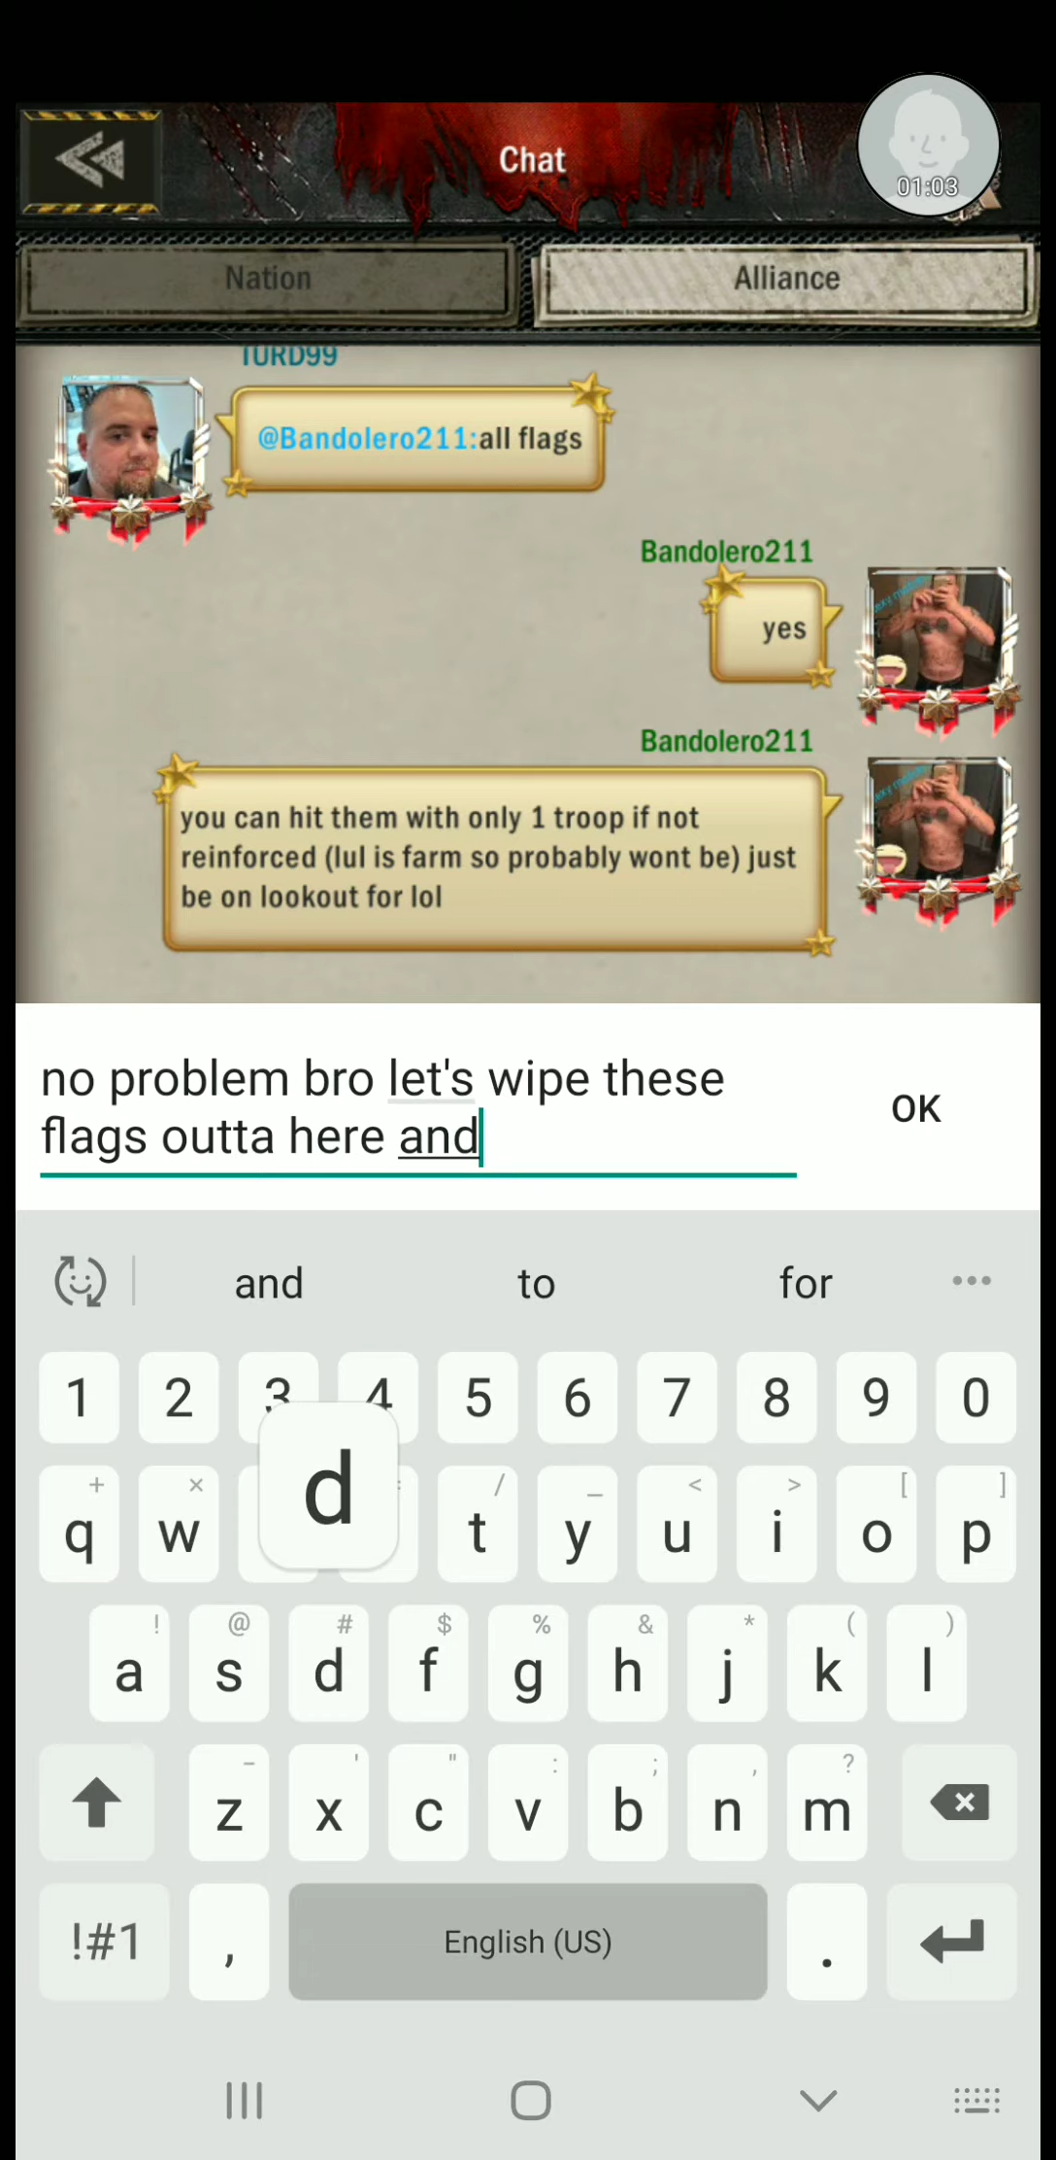 Chat
01:03
Nation
Alliance
TURD99
@Bandolero211:all flags
Bandolero211
yes
Bandolero211
you can hit them with only 1 troop if not
reinforced (lul is farm so probably wont be) just
be on lookout for lol
no problem bro let's wipe these
flags outta here and
OK
and to for
1 2 3 4 5 6 7 8 9 0
+ × / _ < > [ ]
q w d t y u i o p
! @ # $ % & * ( )
a s d f g h j k l
- ' " : ; , ?
z x c v b n m
!#1 , English (US) .